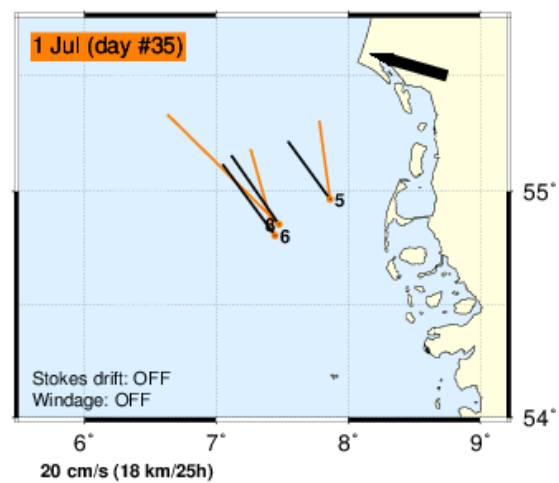 1 Jul (day #35)
5
6
55°
Stokes drift: OFF
Windage: OFF
54°
6° 7° 8° 9°
20 cm/s (18 km/25h)